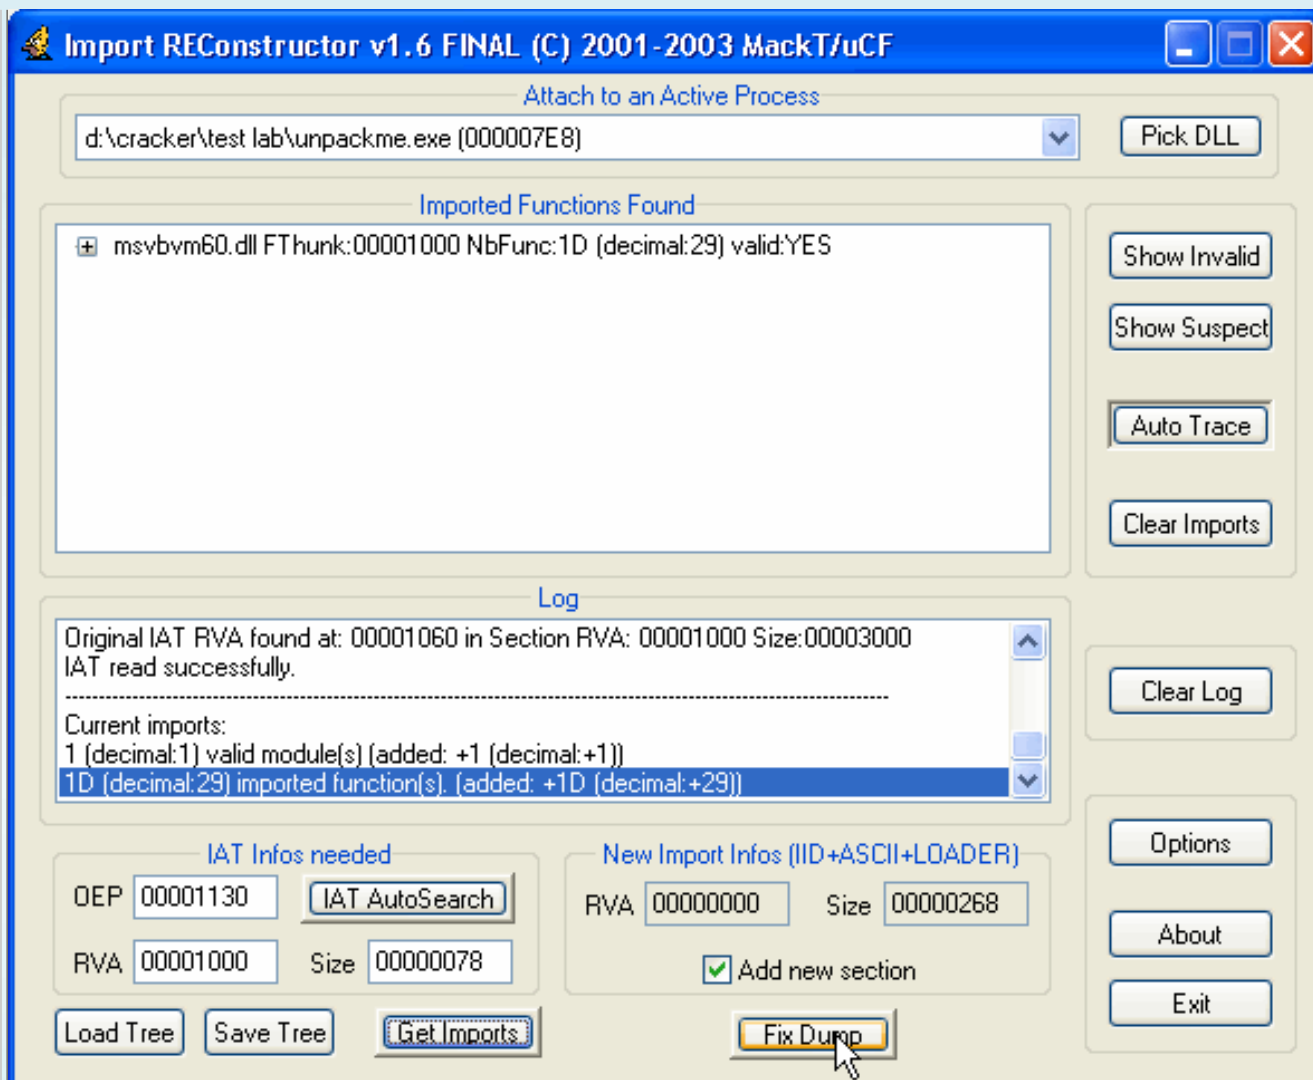 Import REConstructor v1.6 FINAL (C) 2001-2003 MackT/uCF
Attach to an Active Process
d:\cracker\test lab\unpackme.exe (000007E8)
Pick DLL
Imported Functions Found
msvbvm60.dll FThunk:00001000 NbFunc:1D (decimal:29) valid:YES
Show Invalid
Show Suspect
Auto Trace
Clear Imports
Log
Original IAT RVA found at: 00001060 in Section RVA: 00001000 Size:00003000
IAT read successfully.
---------------------------------------------------------------------------------------------------------------------------
Current imports:
1 (decimal:1) valid module(s) (added: +1 (decimal:+1))
1D (decimal:29) imported function(s). (added: +1D (decimal:+29))
Clear Log
IAT Infos needed
OEP 00001130 IAT AutoSearch
RVA 00001000 Size 00000078
New Import Infos (IID+ASCII+LOADER)
RVA 00000000 Size 00000268
Add new section
Options
About
Exit
Load Tree Save Tree Get Imports Fix Dump